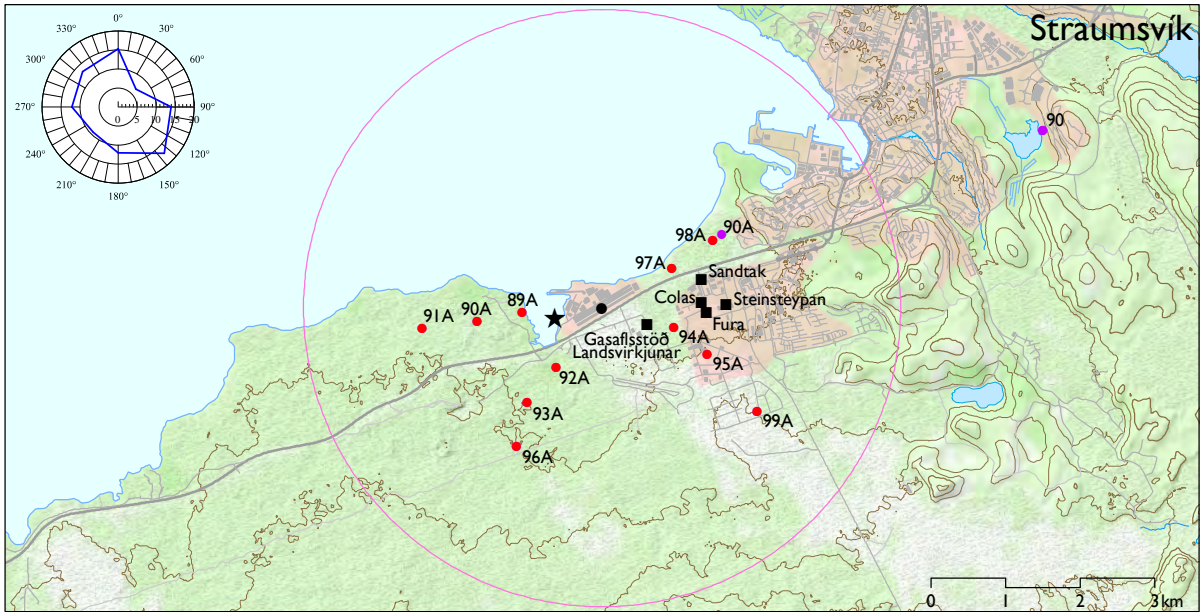 Straumsvík
0°
30°
60°
90°
120°
150°
180°
210°
240°
270°
300°
330°
0 5 10 15 20
90
98A
90A
97A
Sandtak
Colas
Steinsteypan
Fura
89A
90A
91A
Gasaflsstöð
Landsvirkjunar
94A
95A
92A
93A
99A
96A
0 1 2 3 km